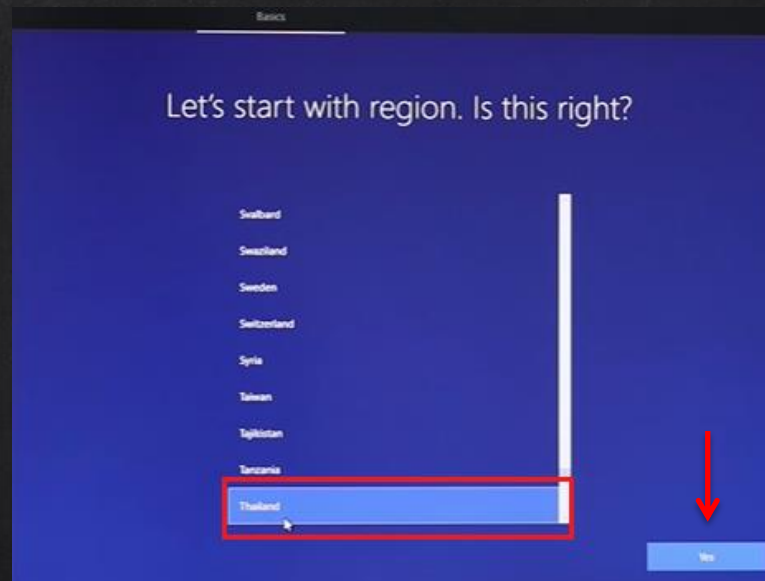 Basics
Let's start with region. Is this right?
Svalbard
Swaziland
Sweden
Switzerland
Syria
Taiwan
Tajikistan
Tanzania
Thailand
Yes